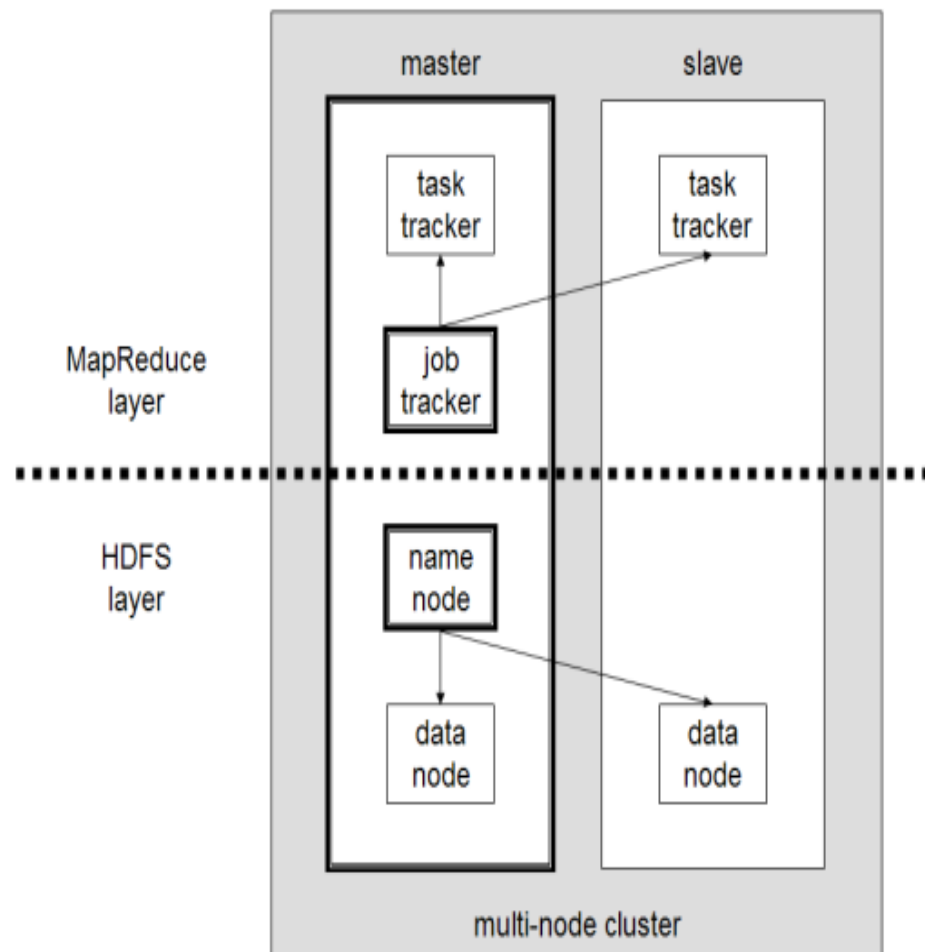 master
slave
task
tracker
task
tracker
MapReduce
layer
job
tracker
HDFS
layer
name
node
data
node
data
node
multi-node cluster